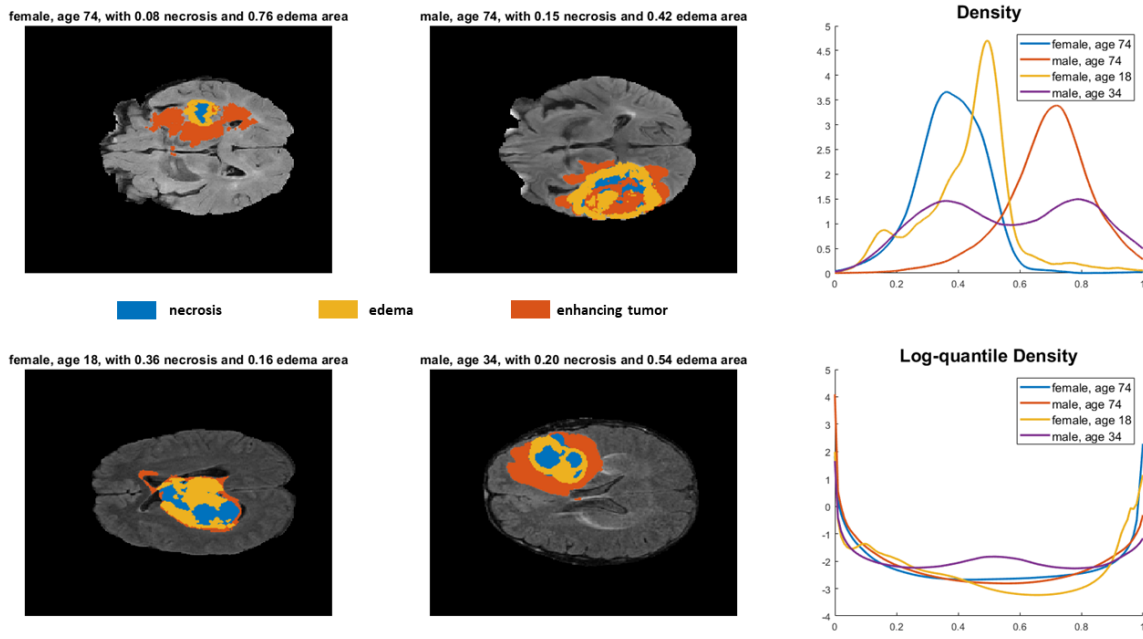 female, age 74, with 0.08 necrosis and 0.76 edema area
male, age 74, with 0.15 necrosis and 0.42 edema area
Density
5
4.5
4
3.5
3
2.5
2
1.5
1
0.5
0
0
0.2
0.4
0.6
0.8
1
female, age 74
male, age 74
female, age 18
male, age 34
necrosis
edema
enhancing tumor
female, age 18, with 0.36 necrosis and 0.16 edema area
male, age 34, with 0.20 necrosis and 0.54 edema area
Log-quantile Density
5
4
3
2
1
0
-1
-2
-3
-4
0
0.2
0.4
0.6
0.8
1
female, age 74
male, age 74
female, age 18
male, age 34